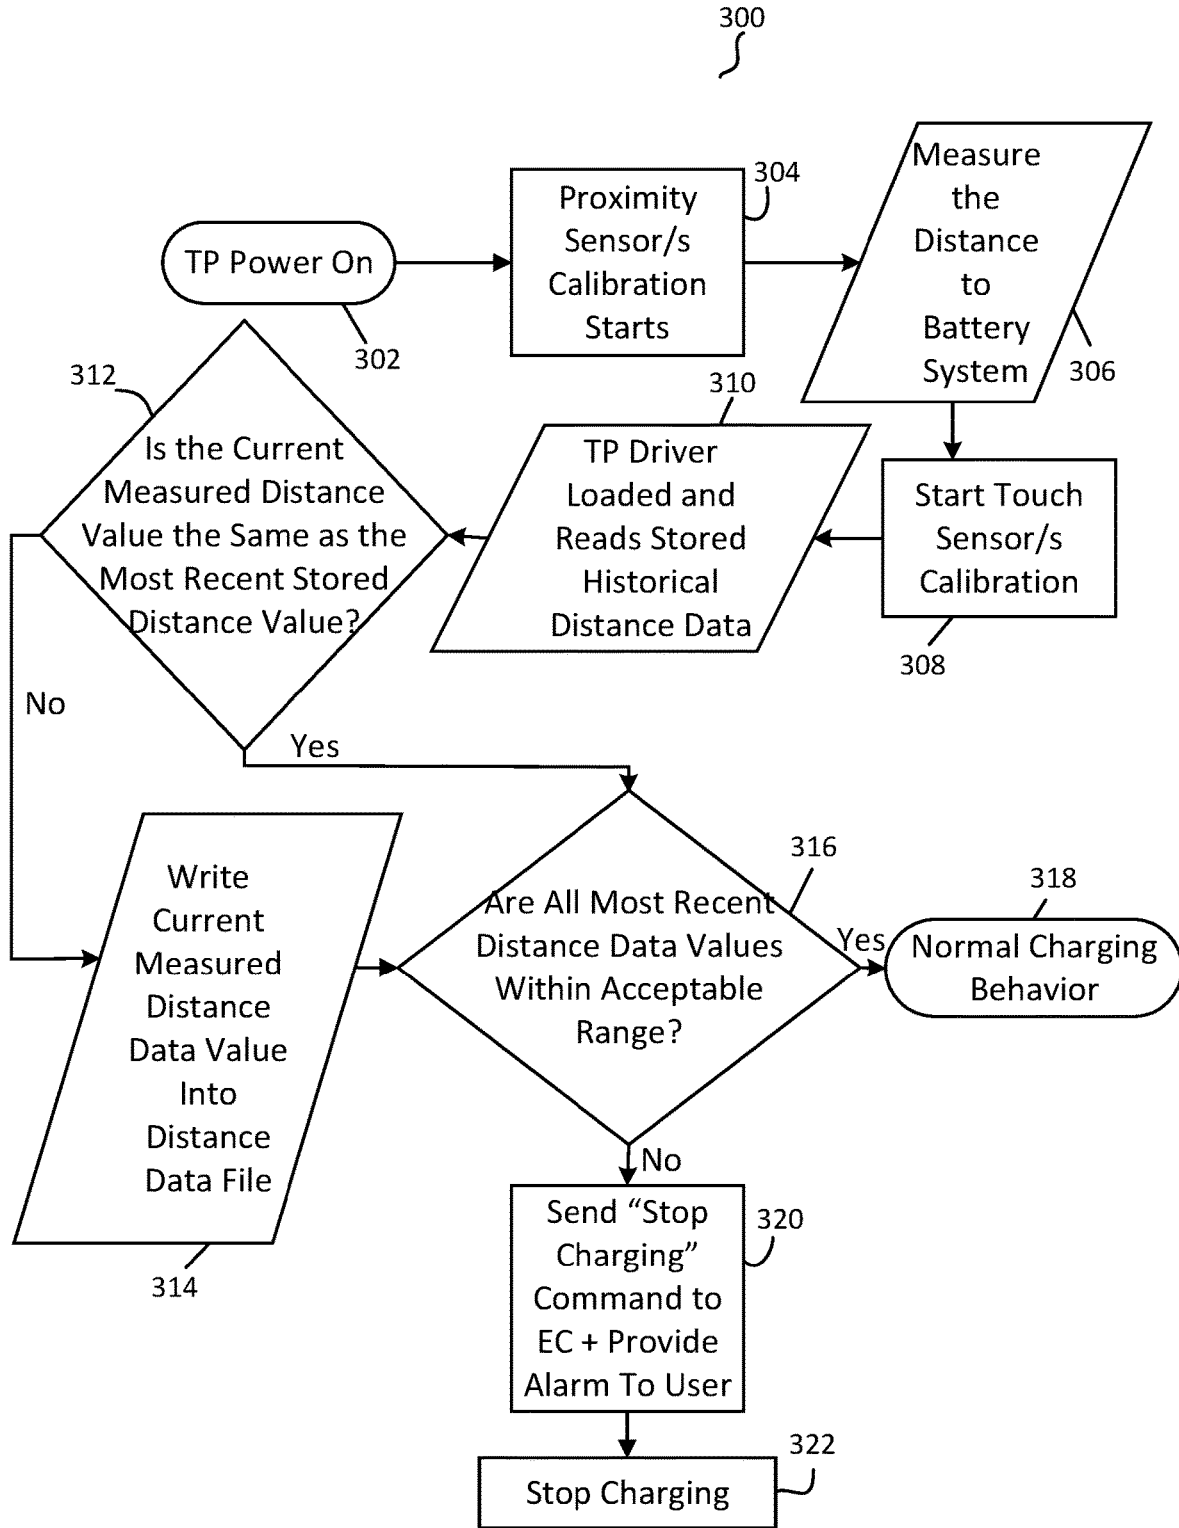 300
TP Power On
302
Proximity
Sensor/s
Calibration
Starts
304
Measure
the
Distance
to
Battery
System
306
Start Touch
Sensor/s
Calibration
308
TP Driver
Loaded and
Reads Stored
Historical
Distance Data
310
Is the Current
Measured Distance
Value the Same as the
Most Recent Stored
Distance Value?
312
No
Yes
Write
Current
Measured
Distance
Data Value
Into
Distance
Data File
314
Are All Most Recent
Distance Data Values
Within Acceptable
Range?
316
Yes
Normal Charging
Behavior
318
No
Send “Stop
Charging”
Command to
EC + Provide
Alarm To User
320
Stop Charging
322